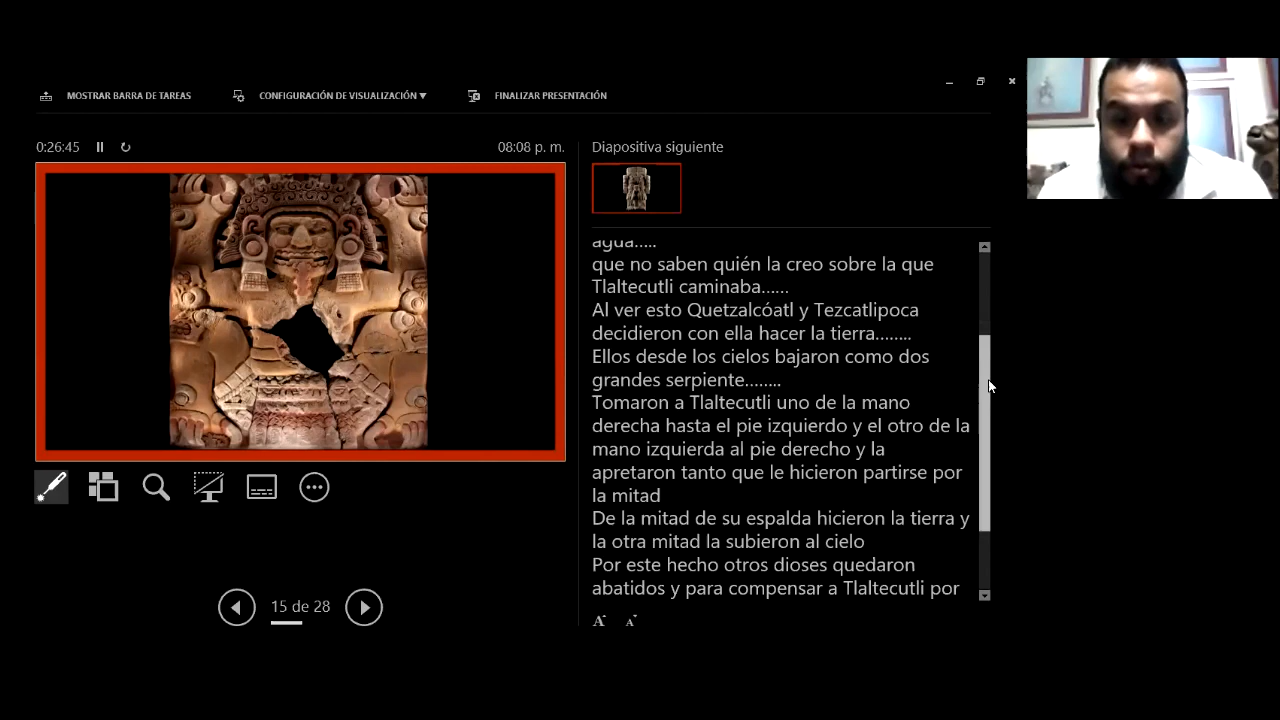 MOSTRAR BARRA DE TAREAS
CONFIGURACIÓN DE VISUALIZACIÓN ▼
FINALIZAR PRESENTACIÓN
0:26:45
08:08 p. m.
Diapositiva siguiente
agua.....
que no saben quién la creo sobre la que
Tlaltecutli caminaba......
Al ver esto Quetzalcóatl y Tezcatlipoca
decidieron con ella hacer la tierra........
Ellos desde los cielos bajaron como dos
grandes serpiente........
Tomaron a Tlaltecutli uno de la mano
derecha hasta el pie izquierdo y el otro de la
mano izquierda al pie derecho y la
apretaron tanto que le hicieron partirse por
la mitad
De la mitad de su espalda hicieron la tierra y
la otra mitad la subieron al cielo
Por este hecho otros dioses quedaron
abatidos y para compensar a Tlaltecutli por
15 de 28
A A